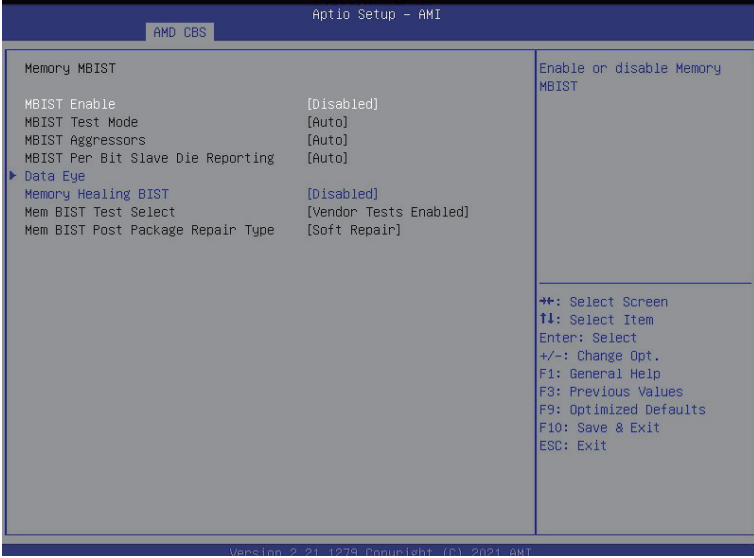 Aptio Setup – AMI
AMD CBS
Memory MBIST
MBIST Enable [Disabled]
MBIST Test Mode [Auto]
MBIST Aggressors [Auto]
MBIST Per Bit Slave Die Reporting [Auto]
Data Eye
Memory Healing BIST [Disabled]
Mem BIST Test Select [Vendor Tests Enabled]
Mem BIST Post Package Repair Type [Soft Repair]
Enable or disable Memory
MBIST
→←: Select Screen
↑↓: Select Item
Enter: Select
+/-: Change Opt.
F1: General Help
F3: Previous Values
F9: Optimized Defaults
F10: Save & Exit
ESC: Exit
Version 2.21.1279 Copyright (C) 2021 AMI